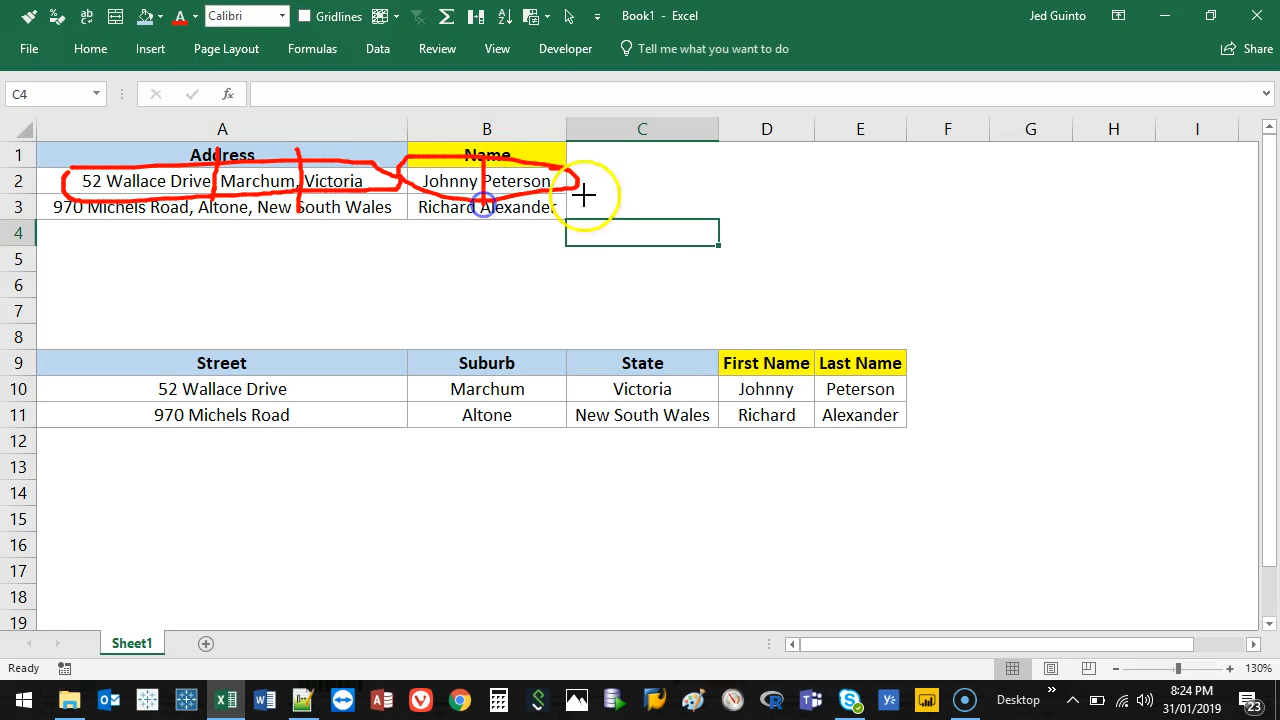 Calibri
Gridlines
Book1 - Excel
Jed Guinto
File Home Insert Page Layout Formulas Data Review View Developer Tell me what you want to do Share
C4
fx
A B C D E F G H I
1 Address Name
2 52 Wallace Drive, Marchum, Victoria Johnny Peterson
3 970 Michels Road, Altone, New South Wales Richard Alexander
4
5
6
7
8
9 Street Suburb State First Name Last Name
10 52 Wallace Drive Marchum Victoria Johnny Peterson
11 970 Michels Road Altone New South Wales Richard Alexander
12
13
14
15
16
17
18
19
Sheet1
Ready 130%
Desktop
8:24 PM
31/01/2019
23